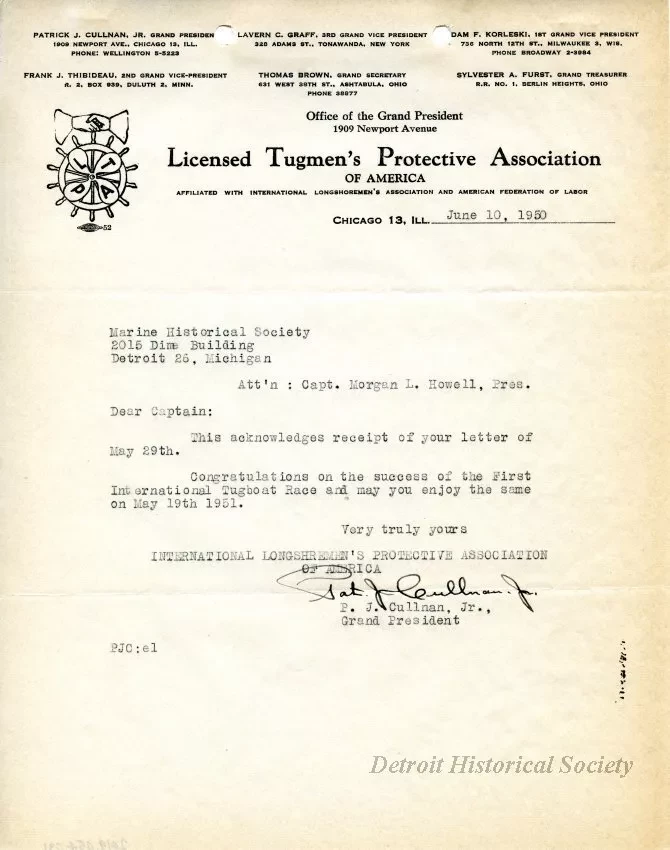 PATRICK J. CULLNAN, JR. GRAND PRESIDEN LAVERN C. GRAFF, 3RD GRAND VICE PRESIDENT DAM F. KORLESKI, 1ST GRAND VICE PRESIDENT
1909 NEWPORT AVE., CHICAGO 13, ILL. 326 ADAMS ST., TONAWANDA, NEW YORK 736 NORTH 12TH ST., MILWAUKEE 3, WIS.
PHONE: WELLINGTON 5-5223 PHONE BROADWAY 2-3984
FRANK J. THIBIDEAU, 2ND GRAND VICE-PRESIDENT THOMAS BROWN, GRAND SECRETARY SYLVESTER A. FURST, GRAND TREASURER
R. 2, BOX 939, DULUTH 2, MINN. 631 WEST 38TH ST., ASHTABULA, OHIO R.R. NO. 1, BERLIN HEIGHTS, OHIO
PHONE 38877
Office of the Grand President
1909 Newport Avenue
Licensed Tugmen's Protective Association
OF AMERICA
AFFILIATED WITH INTERNATIONAL LONGSHOREMEN'S ASSOCIATION AND AMERICAN FEDERATION OF LABOR
L T P A
52
CHICAGO 13, ILL. June 10, 1950
Marine Historical Society
2015 Dime Building
Detroit 26, Michigan
Att'n : Capt. Morgan L. Howell, Pres.
Dear Captain:
This acknowledges receipt of your letter of
May 29th.
Congratulations on the success of the First
International Tugboat Race and may you enjoy the same
on May 19th 1951.
Very truly yours
INTERNATIONAL LONGSHREMEN'S PROTECTIVE ASSOCIATION
OF AMERICA
Pat. J. Cullnan, Jr.
P. J. Cullnan, Jr.,
Grand President
PJC:el
Detroit Historical Society